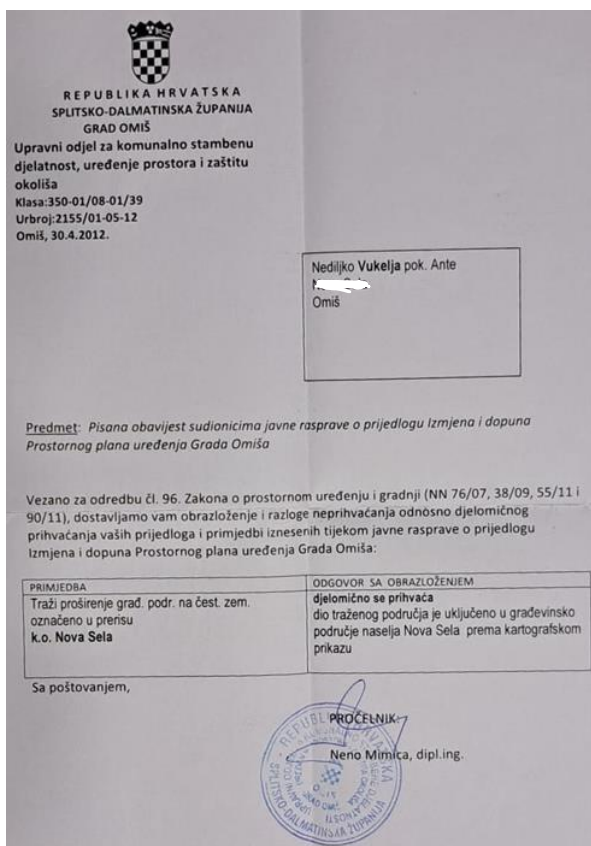 REPUBLIKA HRVATSKA
SPLITSKO-DALMATINSKA ŽUPANIJA
GRAD OMIŠ
Upravni odjel za komunalno stambenu
djelatnost, uređenje prostora i zaštitu
okoliša
Klasa:350-01/08-01/39
Urbroj:2155/01-05-12
Omiš, 30.4.2012.
Nediljko Vukelja pok. Ante
Omiš
Predmet: Pisana obavijest sudionicima javne rasprave o prijedlogu Izmjena i dopuna
Prostornog plana uređenja Grada Omiša
Vezano za odredbu čl. 96. Zakona o prostornom uređenju i gradnji (NN 76/07, 38/09, 55/11 i
90/11), dostavljamo vam obrazloženje i razloge neprihvaćanja odnosno djelomičnog
prihvaćanja vaših prijedloga i primjedbi iznesenih tijekom javne rasprave o prijedlogu
Izmjena i dopuna Prostornog plana uređenja Grada Omiša:
PRIMJEDBA
Traži proširenje građ. podr. na čest. zem.
označeno u prerisu
k.o. Nova Sela
ODGOVOR SA OBRAZLOŽENJEM
djelomično se prihvaća
dio traženog područja je uključeno u građevinsko
područje naselja Nova Sela prema kartografskom
prikazu
Sa poštovanjem,
PROČELNIK:
Neno Mimica, dipl.ing.
REPUBLIKA HRVATSKA
SPLITSKO-DALMATINSKA ŽUPANIJA